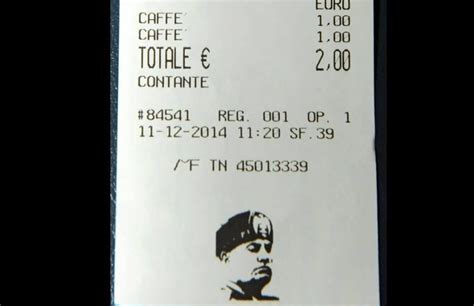 EURO
CAFFE' 1,00
CAFFE' 1,00
TOTALE € 2,00
CONTANTE
#84541 REG. 001 OP. 1
11-12-2014 11:20 SF.39
MF TN 45013339